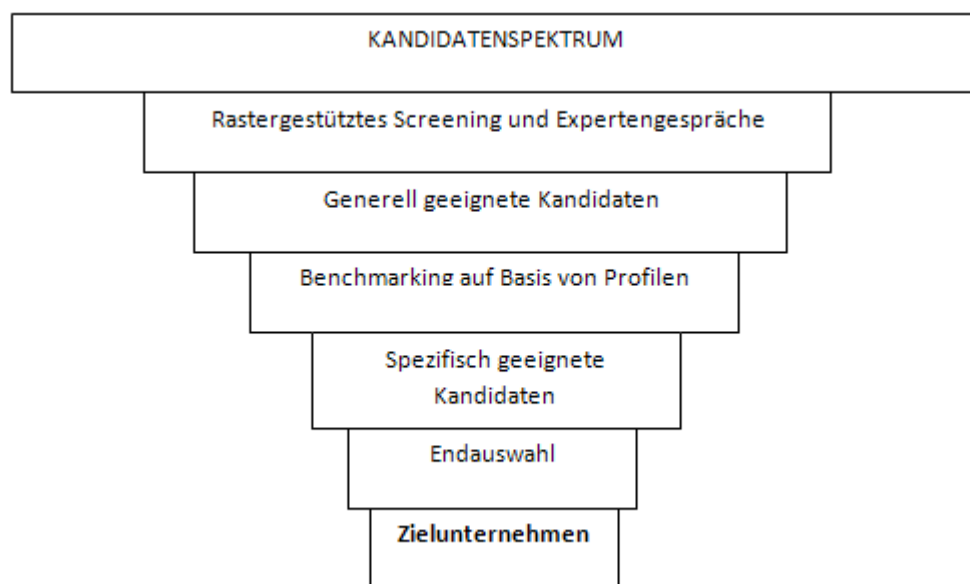 KANDIDATENSPEKTRUM
Rastergestütztes Screening und Expertengespräche
Generell geeignete Kandidaten
Benchmarking auf Basis von Profilen
Spezifisch geeignete
Kandidaten
Endauswahl
Zielunternehmen